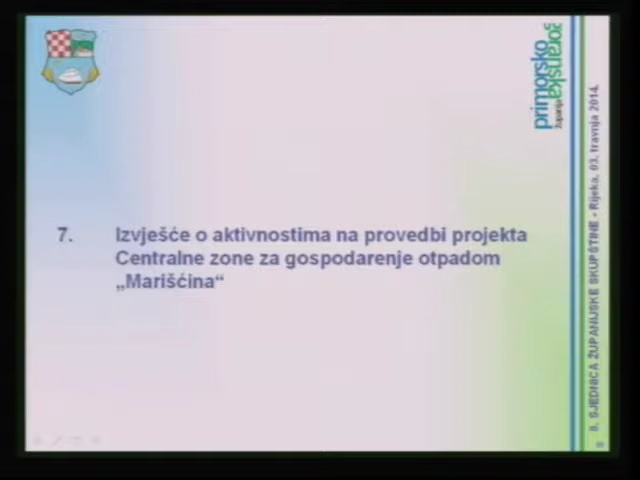 primorsko
goranska
županija
7. Izvješće o aktivnostima na provedbi projekta
Centralne zone za gospodarenje otpadom
„Marišćina“
8. SJEDNICA ŽUPANIJSKE SKUPŠTINE - Rijeka, 03. travnja 2014.